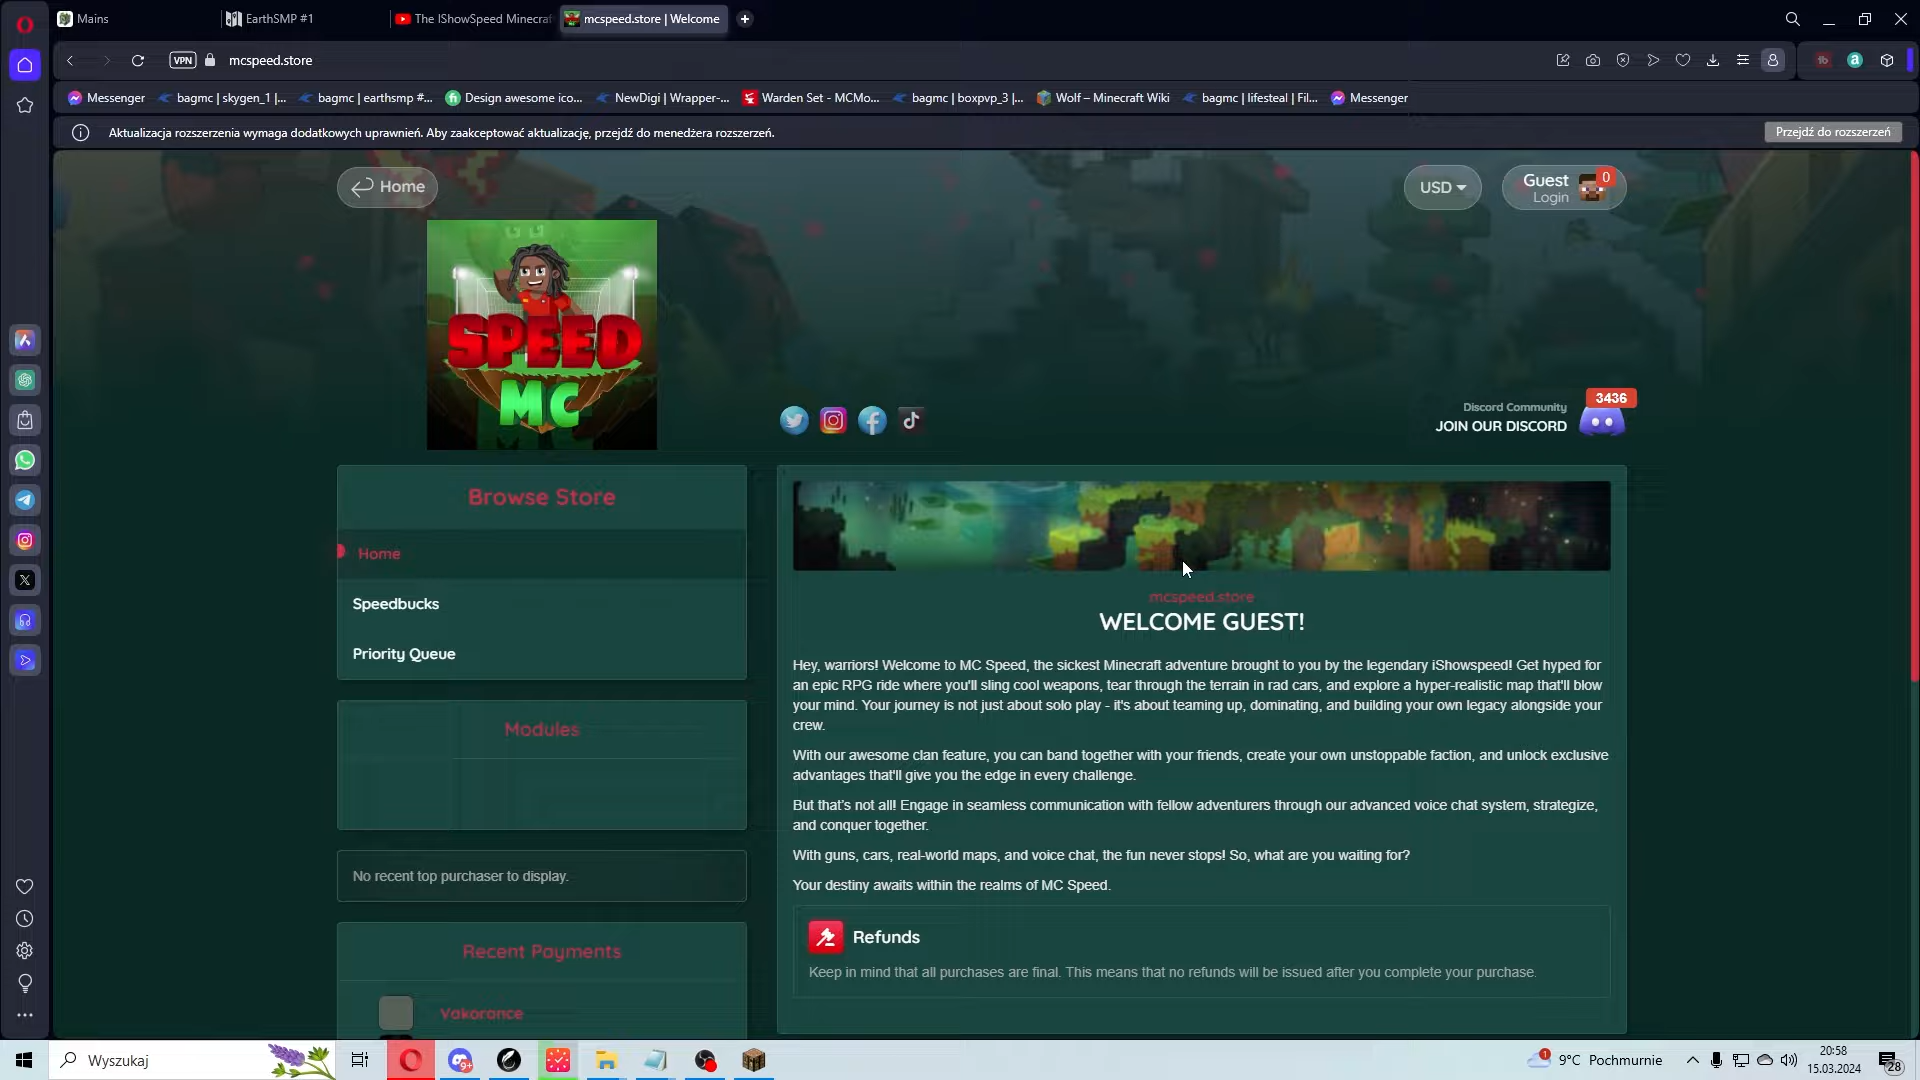 Mains
EarthSMP #1
The IShowSpeed Minecraf
mcspeed.store | Welcome
VPN
mcspeed.store
Messenger
bagmc | skygen_1 |...
bagmc | earthsmp #...
Design awesome ico...
NewDigi | Wrapper-...
Warden Set - MCMo...
bagmc | boxpvp_3 |...
Wolf – Minecraft Wiki
bagmc | lifesteal | Fil...
Messenger
Aktualizacja rozszerzenia wymaga dodatkowych uprawnień. Aby zaakceptować aktualizację, przejdź do menedżera rozszerzeń.
Przejdź do rozszerzeń
Home
USD
Guest
Login
0
SPEED
MC
3436
Discord Community
JOIN OUR DISCORD
Browse Store
Home
Speedbucks
Priority Queue
Modules
No recent top purchaser to display.
Recent Payments
Vakorance
mcspeed.store
WELCOME GUEST!
Hey, warriors! Welcome to MC Speed, the sickest Minecraft adventure brought to you by the legendary iShowspeed! Get hyped for
an epic RPG ride where you'll sling cool weapons, tear through the terrain in rad cars, and explore a hyper-realistic map that'll blow
your mind. Your journey is not just about solo play - it's about teaming up, dominating, and building your own legacy alongside your
crew.
With our awesome clan feature, you can band together with your friends, create your own unstoppable faction, and unlock exclusive
advantages that'll give you the edge in every challenge.
But that's not all! Engage in seamless communication with fellow adventurers through our advanced voice chat system, strategize,
and conquer together.
With guns, cars, real-world maps, and voice chat, the fun never stops! So, what are you waiting for?
Your destiny awaits within the realms of MC Speed.
Refunds
Keep in mind that all purchases are final. This means that no refunds will be issued after you complete your purchase.
Wyszukaj
9+
1
9°C Pochmurnie
20:58
15.03.2024
28